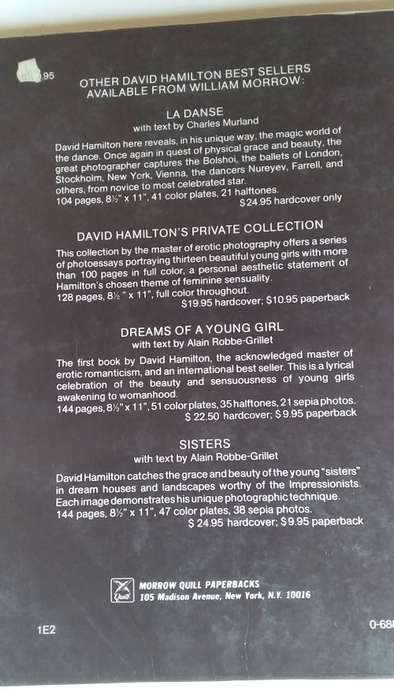 .95
OTHER DAVID HAMILTON BEST SELLERS
AVAILABLE FROM WILLIAM MORROW:
LA DANSE
with text by Charles Murland
David Hamilton here reveals, in his unique way, the magic world of
the dance. Once again in quest of physical grace and beauty, the
great photographer captures the Bolshoi, the ballets of London,
Stockholm, New York, Vienna, the dancers Nureyev, Farrell, and
others, from novice to most celebrated star.
104 pages, 8½" x 11", 41 color plates, 21 halftones.
$24.95 hardcover only
DAVID HAMILTON'S PRIVATE COLLECTION
This collection by the master of erotic photography offers a series
of photoessays portraying thirteen beautiful young girls with more
than 100 pages in full color, a personal aesthetic statement of
Hamilton's chosen theme of feminine sensuality.
128 pages, 8½ " x 11", full color throughout.
$19.95 hardcover; $10.95 paperback
DREAMS OF A YOUNG GIRL
with text by Alain Robbe-Grillet
The first book by David Hamilton, the acknowledged master of
erotic romanticism, and an international best seller. This is a lyrical
celebration of the beauty and sensuousness of young girls
awakening to womanhood.
144 pages, 8½" x 11", 51 color plates, 35 halftones, 21 sepia photos.
$ 22.50 hardcover; $9.95 paperback
SISTERS
with text by Alain Robbe-Grillet
David Hamilton catches the grace and beauty of the young "sisters"
in dream houses and landscapes worthy of the Impressionists.
Each image demonstrates his unique photographic technique.
144 pages, 8½" x 11", 47 color plates, 38 sepia photos.
$ 24.95 hardcover; $9.95 paperback
MORROW QUILL PAPERBACKS
105 Madison Avenue, New York, N.Y. 10016
1E2
0-688